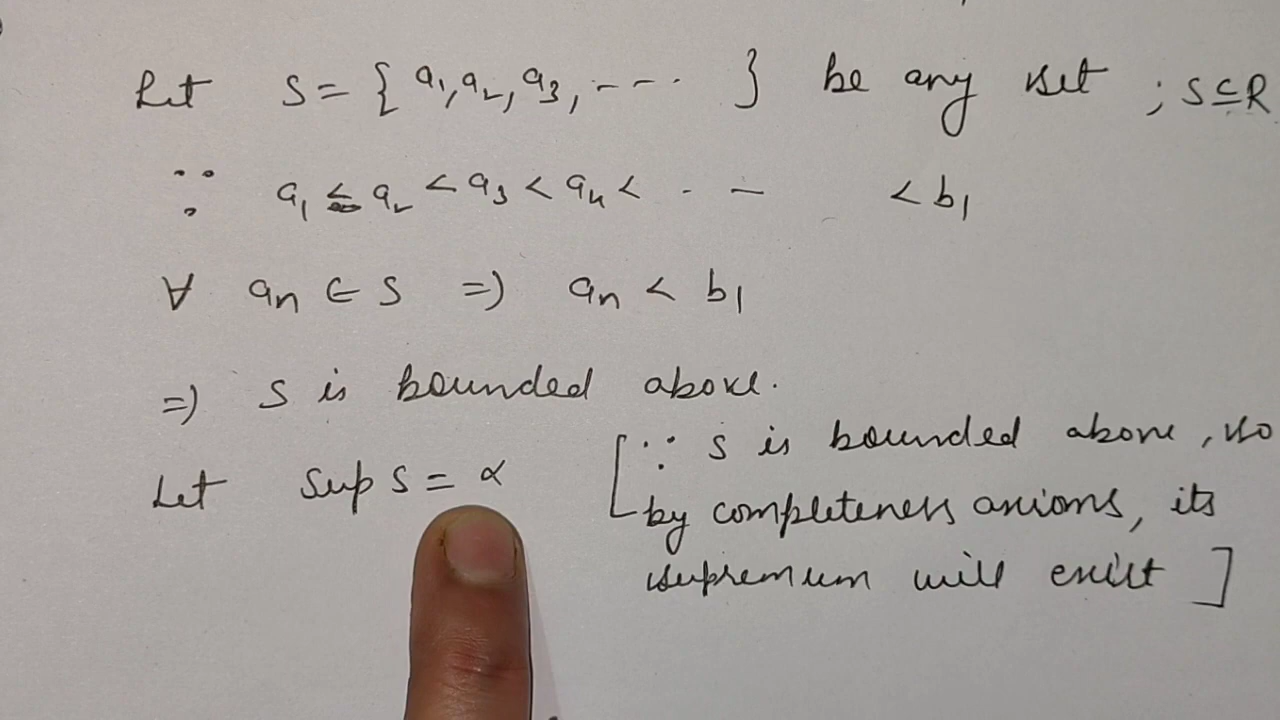 Let S = { a₁, a₂, a₃, --- } be any set ; S ⊆ R
∵ a₁ ≤ a₂ < a₃ < a₄ < - - < b₁
∀ aₙ ∈ S ⇒ aₙ < b₁
⇒ S is bounded above.
Let Sup S = α
[∵ S is bounded above, so
by completeness axioms, its
supremum will exist ]